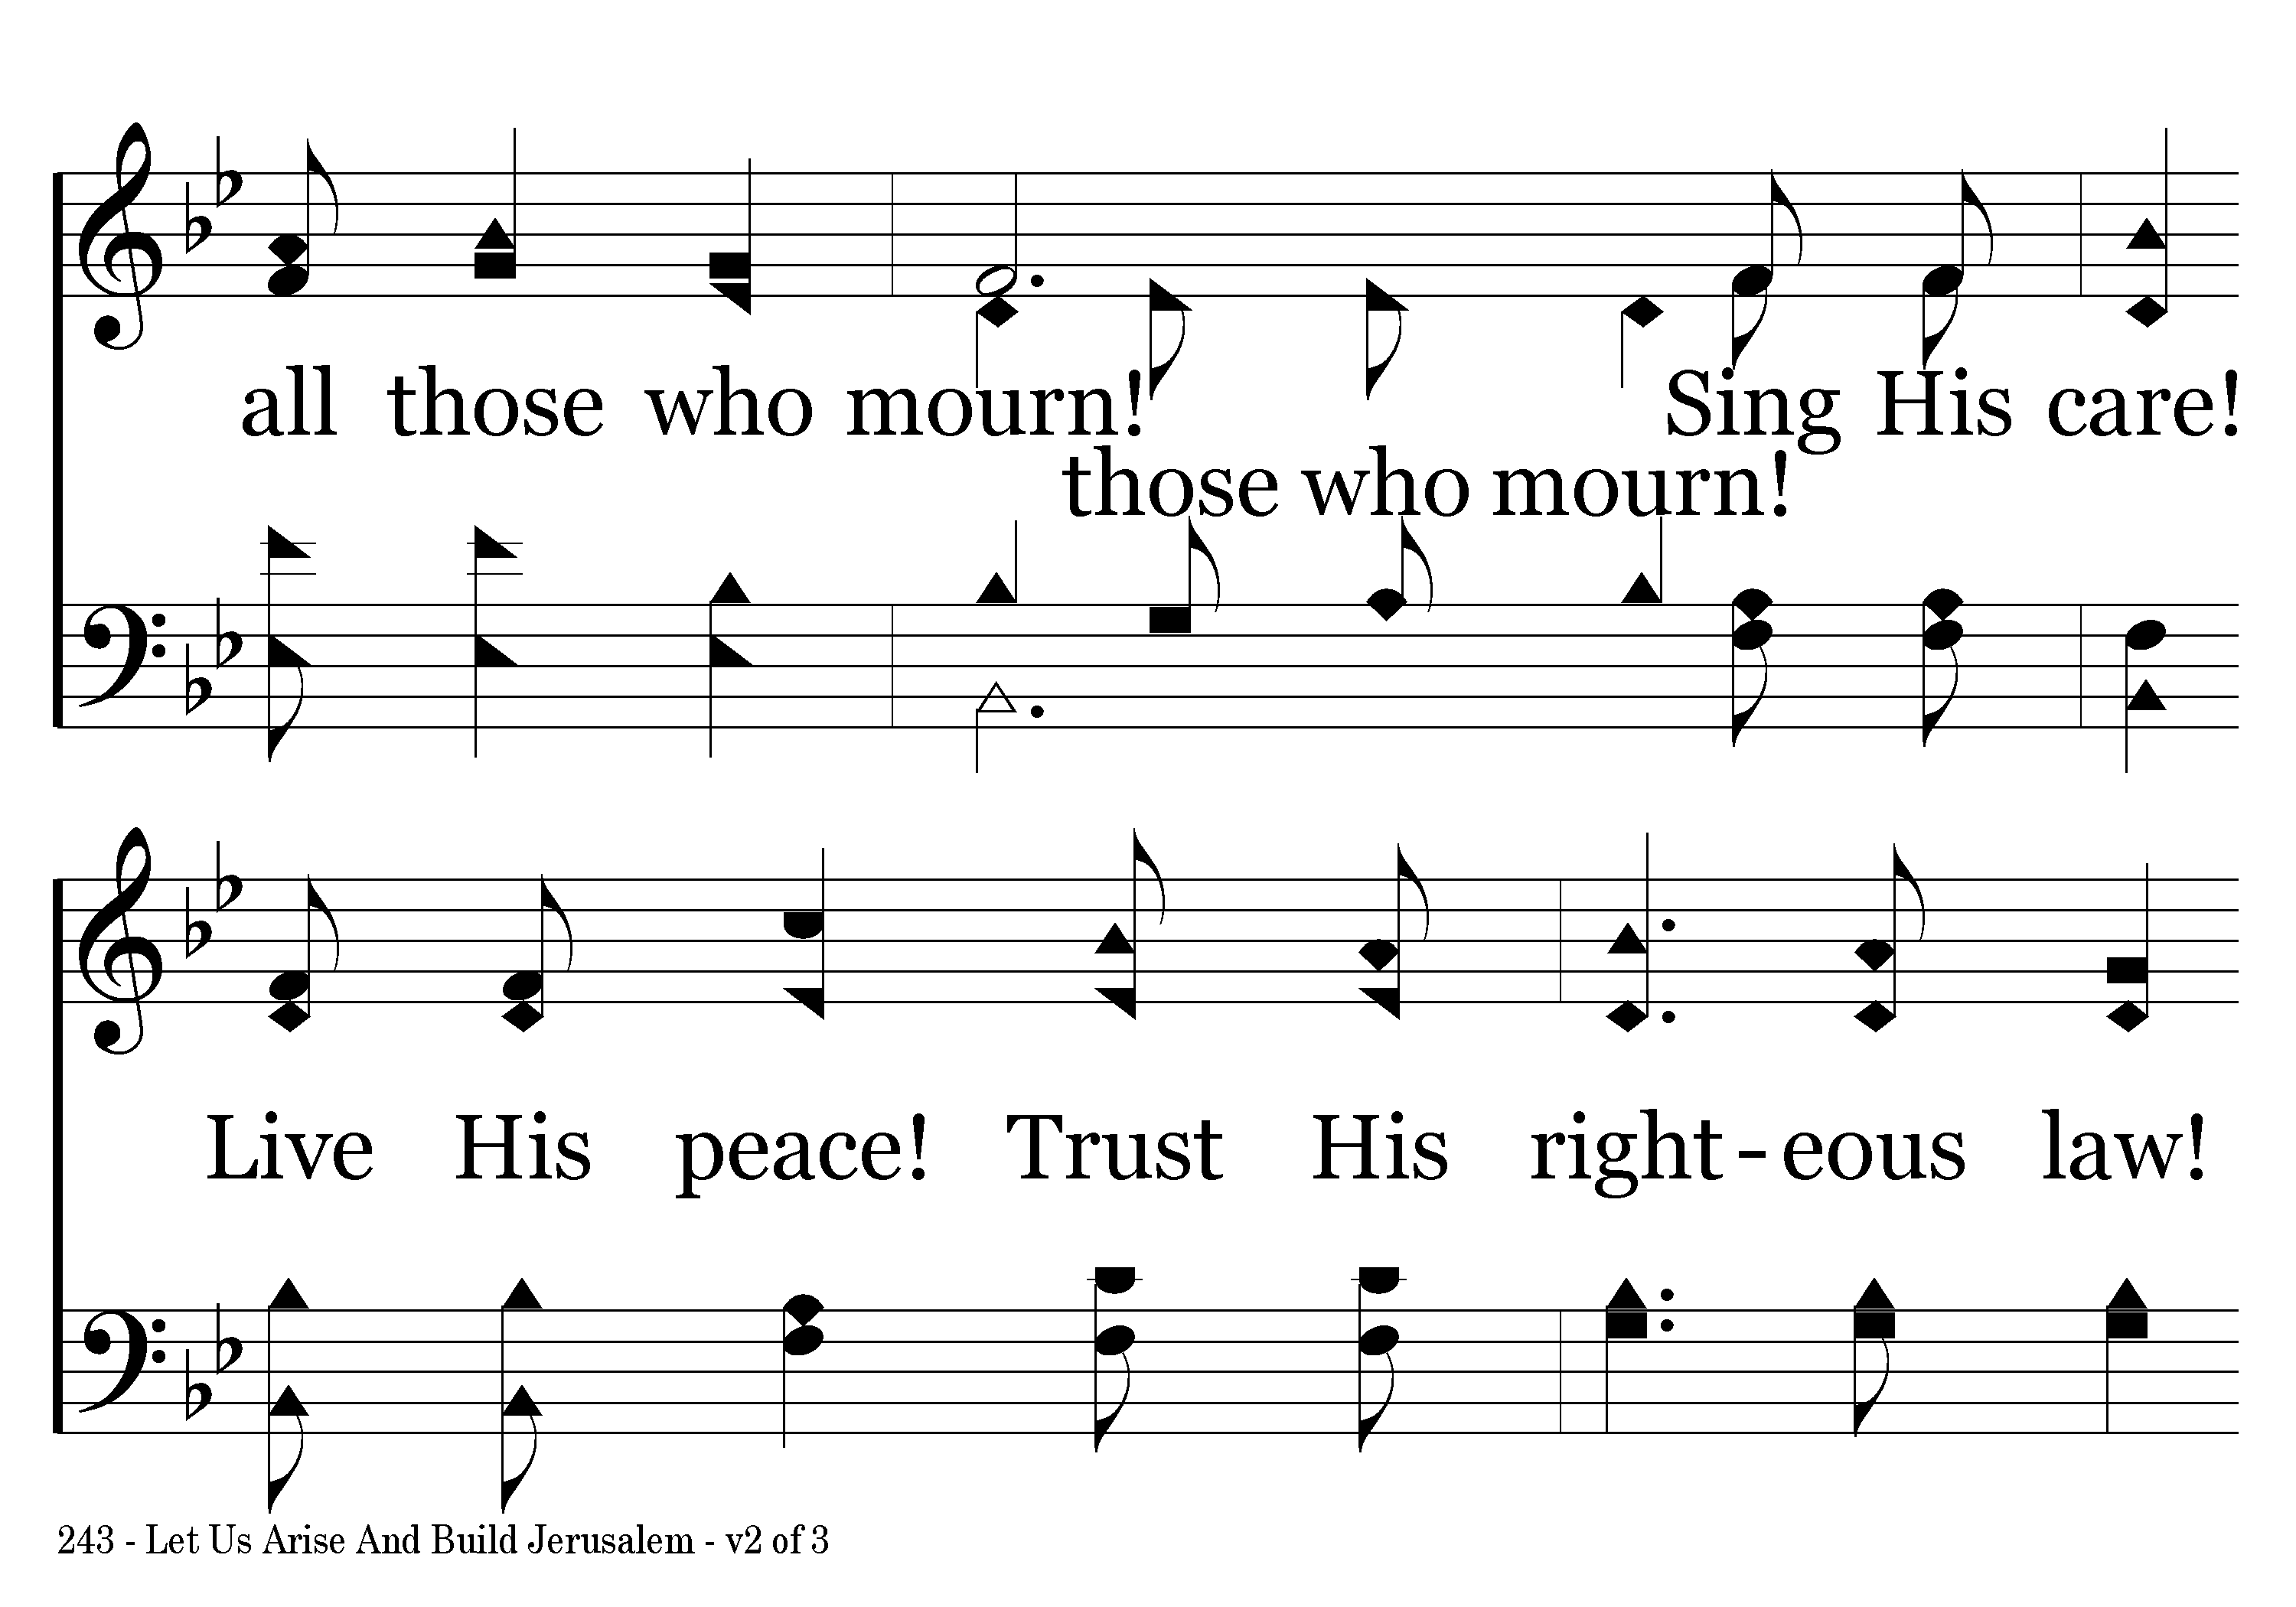 all those who mourn! Sing His care!
those who mourn!
Live His peace! Trust His right-eous law!
243 - Let Us Arise And Build Jerusalem - v2 of 3